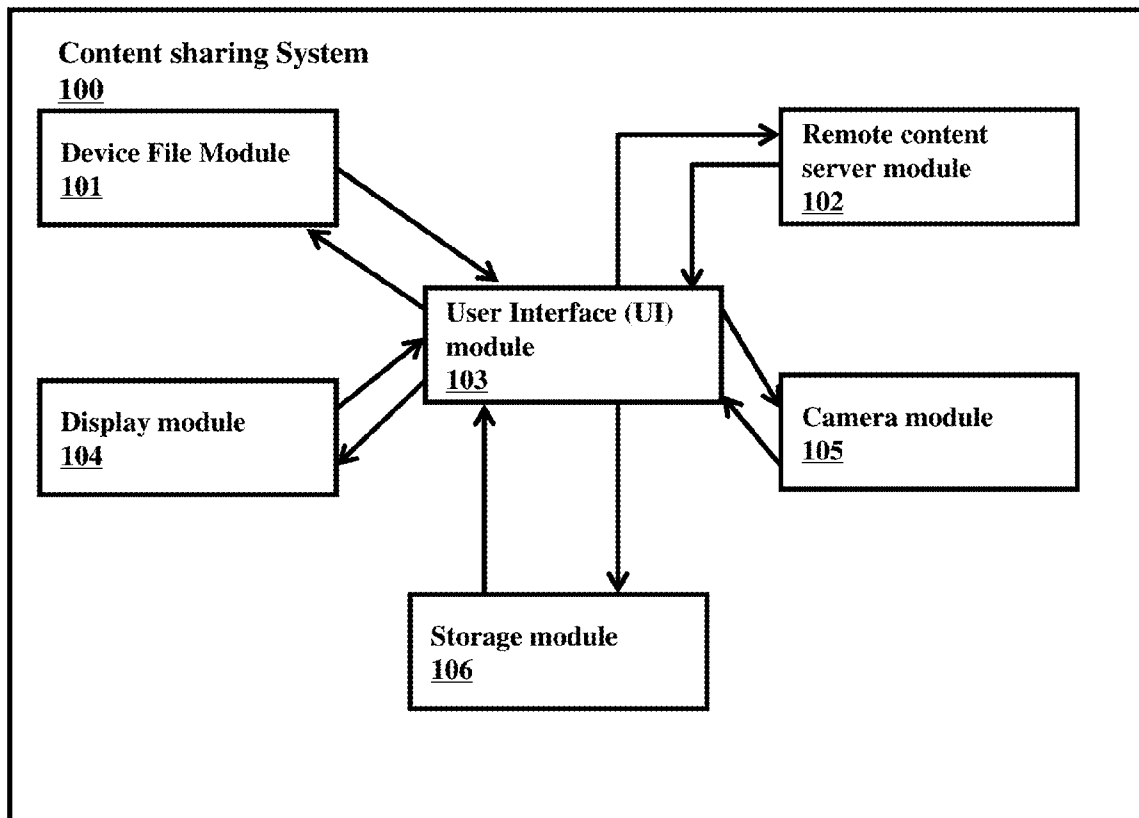 Content sharing System
100
Device File Module
101
Remote content
server module
102
User Interface (UI)
module
103
Display module
104
Camera module
105
Storage module
106